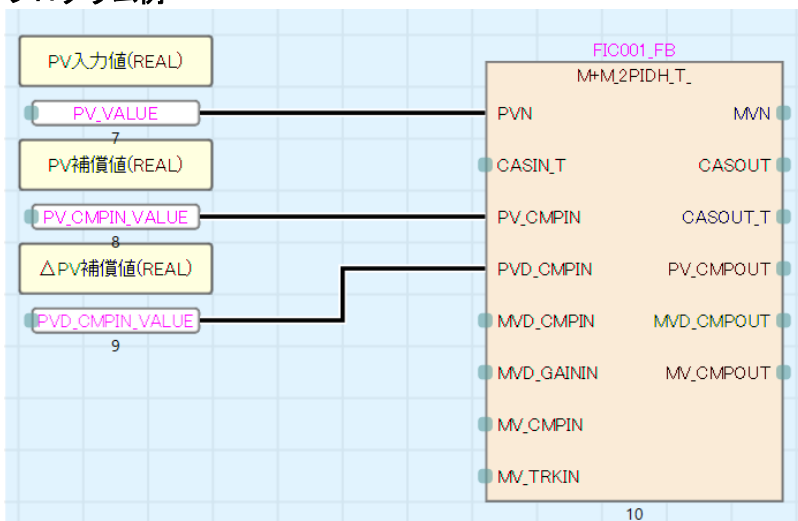 PV入力値(REAL)
PV_VALUE
7
PV補償値(REAL)
PV_CMPIN_VALUE
8
△PV補償値(REAL)
PVD_CMPIN_VALUE
9
FIC001_FB
M+M_2PIDH_T_
PVN MVN
CASIN_T CASOUT
PV_CMPIN CASOUT_T
PVD_CMPIN PV_CMPOUT
MVD_CMPIN MVD_CMPOUT
MVD_GAININ MV_CMPOUT
MV_CMPIN
MV_TRKIN
10